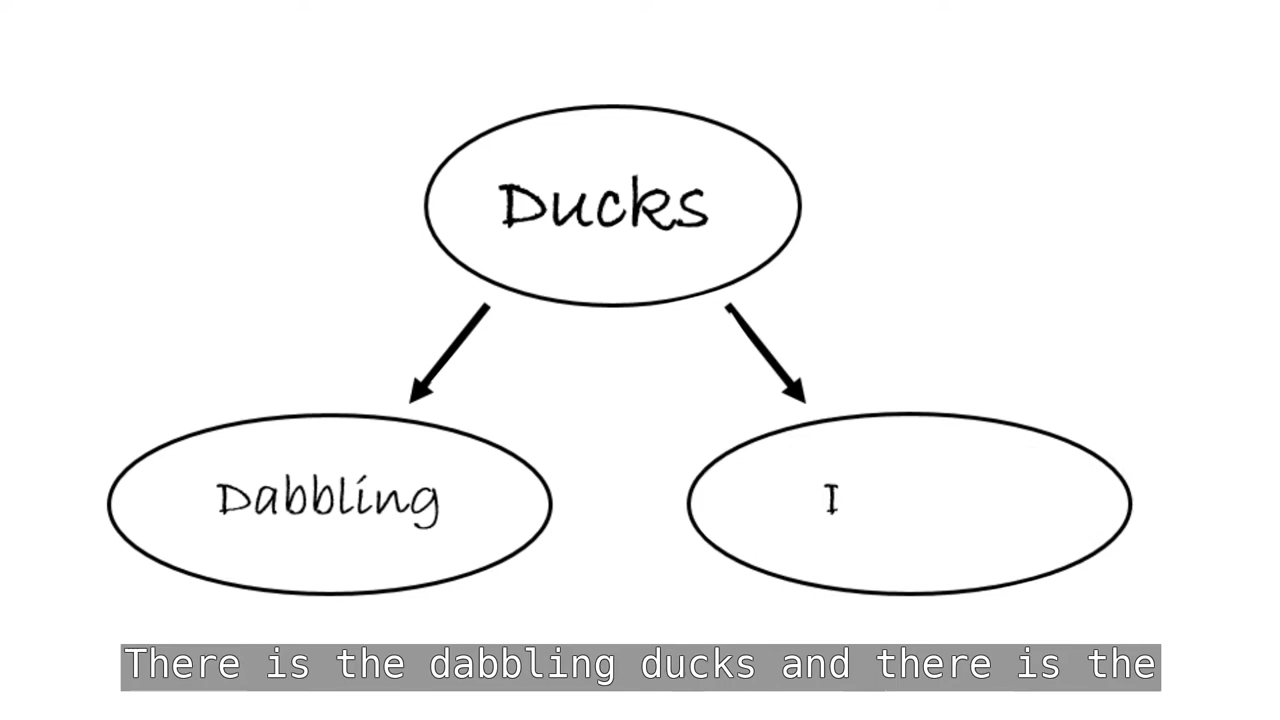 Ducks
Dabbling
I
There is the dabbling ducks and there is the